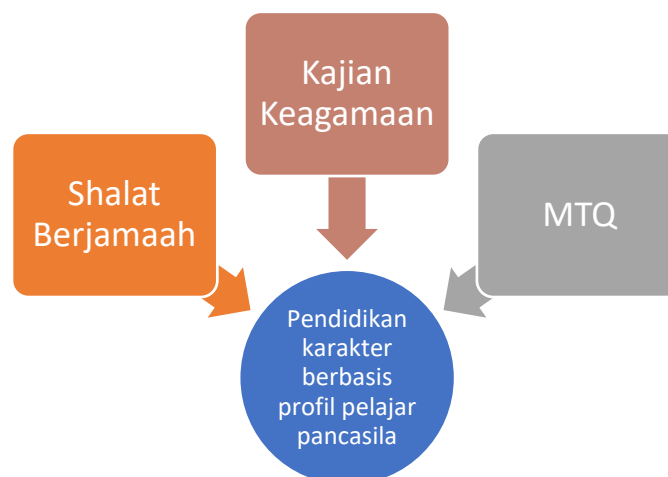 Kajian
Keagamaan
Shalat
Berjamaah
MTQ
Pendidikan
karakter
berbasis
profil pelajar
pancasila